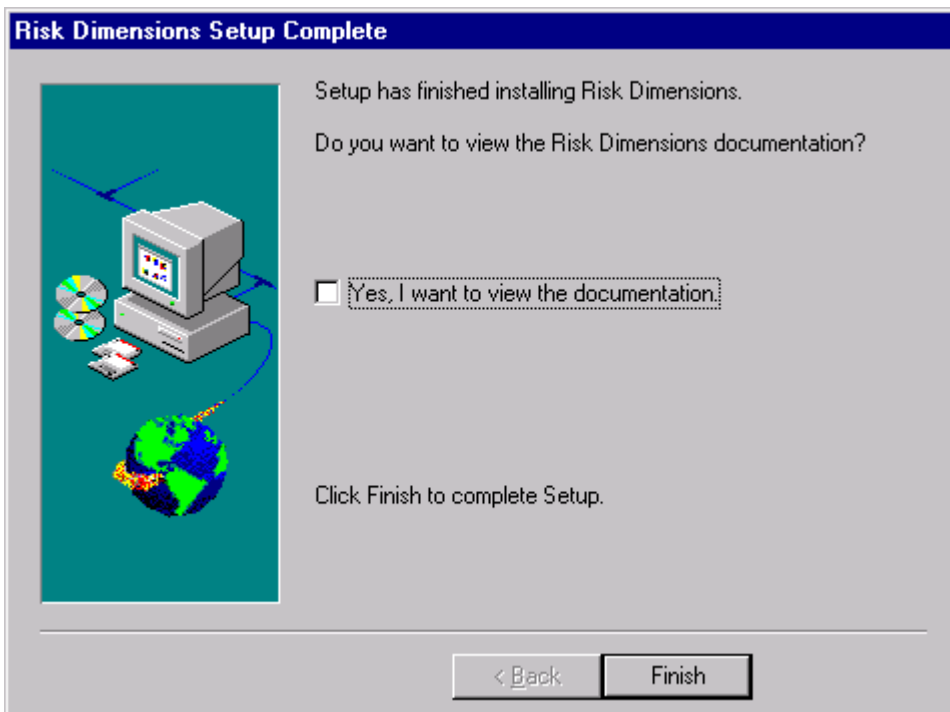 Risk Dimensions Setup Complete
Setup has finished installing Risk Dimensions.
Do you want to view the Risk Dimensions documentation?
Yes, I want to view the documentation.
Click Finish to complete Setup.
< Back
Finish